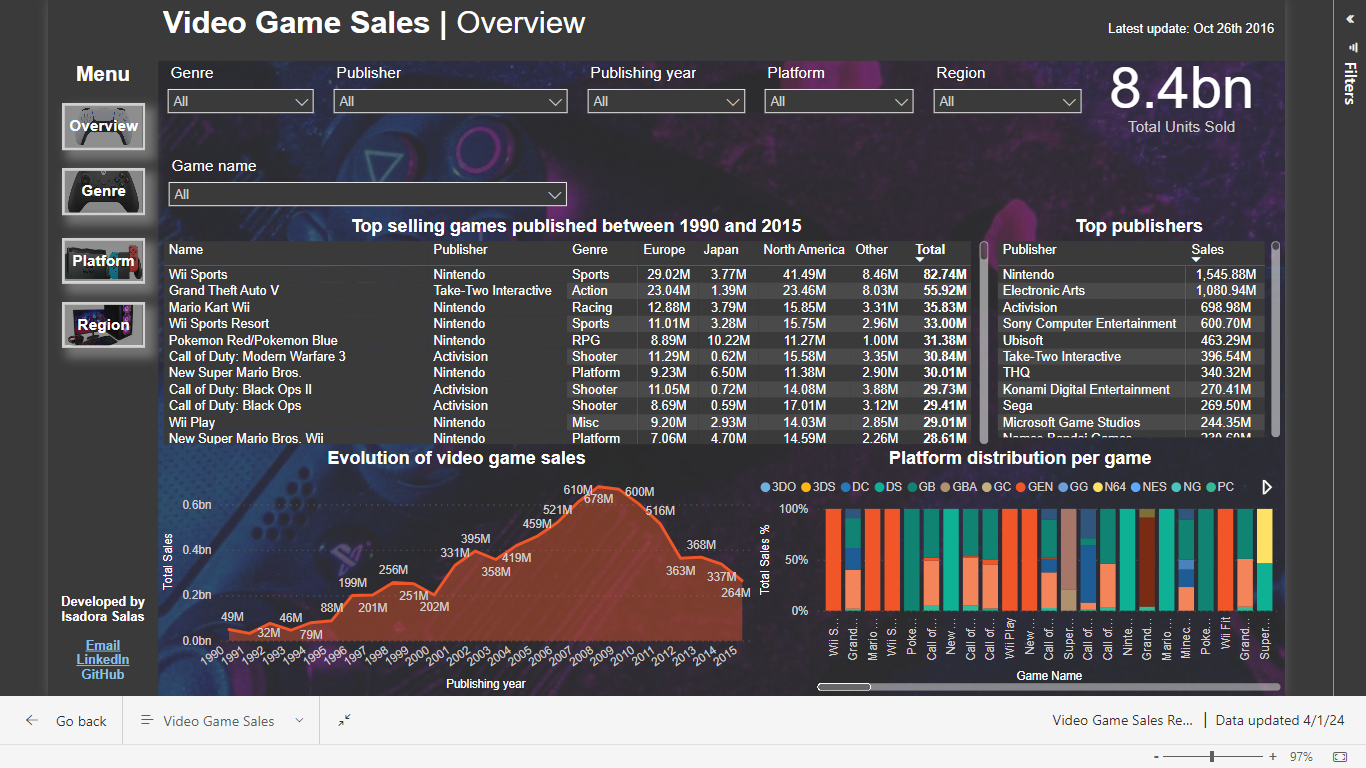 Video Game Sales | Overview
Latest update: Oct 26th 2016
Menu
Overview
Genre
Platform
Region
Genre
All
Publisher
All
Publishing year
All
Platform
All
Region
All
8.4bn
Total Units Sold
Game name
All
Filters
Top selling games published between 1990 and 2015
Name Publisher Genre Europe Japan North America Other Total
Wii Sports Nintendo Sports 29.02M 3.77M 41.49M 8.46M 82.74M
Grand Theft Auto V Take-Two Interactive Action 23.04M 1.39M 23.46M 8.03M 55.92M
Mario Kart Wii Nintendo Racing 12.88M 3.79M 15.85M 3.31M 35.83M
Wii Sports Resort Nintendo Sports 11.01M 3.28M 15.75M 2.96M 33.00M
Pokemon Red/Pokemon Blue Nintendo RPG 8.89M 10.22M 11.27M 1.00M 31.38M
Call of Duty: Modern Warfare 3 Activision Shooter 11.29M 0.62M 15.58M 3.35M 30.84M
New Super Mario Bros. Nintendo Platform 9.23M 6.50M 11.38M 2.90M 30.01M
Call of Duty: Black Ops II Activision Shooter 11.05M 0.72M 14.08M 3.88M 29.73M
Call of Duty: Black Ops Activision Shooter 8.69M 0.59M 17.01M 3.12M 29.41M
Wii Play Nintendo Misc 9.20M 2.93M 14.03M 2.85M 29.01M
New Super Mario Bros. Wii Nintendo Platform 7.06M 4.70M 14.59M 2.26M 28.61M
Top publishers
Publisher Sales
Nintendo 1,545.88M
Electronic Arts 1,080.94M
Activision 698.98M
Sony Computer Entertainment 600.70M
Ubisoft 463.29M
Take-Two Interactive 396.54M
THQ 340.32M
Konami Digital Entertainment 270.41M
Sega 269.50M
Microsoft Game Studios 244.35M
Evolution of video game sales
Total Sales
0.6bn
0.4bn
0.2bn
0.0bn
49M
32M
46M
79M
88M
199M
201M
256M
251M
202M
331M
395M
358M
419M
459M
521M
610M
678M
600M
516M
363M
368M
337M
264M
1990 1991 1992 1993 1994 1995 1996 1997 1998 1999 2000 2001 2002 2003 2004 2005 2006 2007 2008 2009 2010 2011 2012 2013 2014 2015
Publishing year
Platform distribution per game
3DO 3DS DC DS GB GBA GC GEN GG N64 NES NG PC
Total Sales %
100%
50%
0%
Wii S...
Grand...
Mario ...
Wii S...
Poke...
Call of...
New ...
Call of...
Call of...
Wii Play
New ...
Call of...
Super...
Call of...
Call of...
Ninte...
Grand...
Mario ...
Minec...
Poke...
Wii Fit
Grand...
Super...
Game Name
Developed by
Isadora Salas
Email
LinkedIn
GitHub
Go back
Video Game Sales
Video Game Sales Re... | Data updated 4/1/24
- + 97%